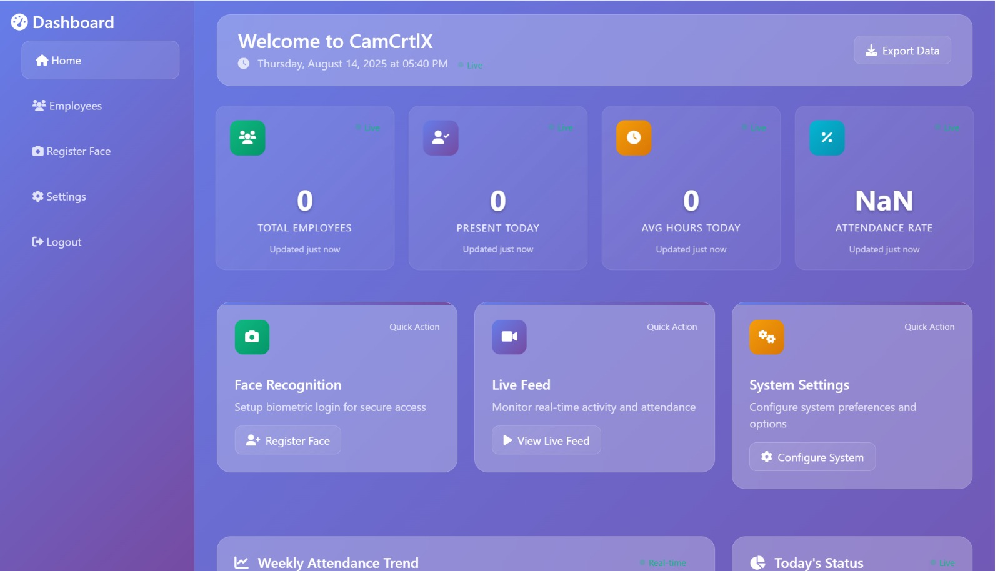 Dashboard
Home
Employees
Register Face
Settings
Logout
Welcome to CamCrtlX
Thursday, August 14, 2025 at 05:40 PM
Live
Export Data
Live
0
TOTAL EMPLOYEES
Updated just now
Live
0
PRESENT TODAY
Updated just now
Live
0
AVG HOURS TODAY
Updated just now
Live
NaN
ATTENDANCE RATE
Updated just now
Quick Action
Face Recognition
Setup biometric login for secure access
Register Face
Quick Action
Live Feed
Monitor real-time activity and attendance
View Live Feed
Quick Action
System Settings
Configure system preferences and
options
Configure System
Weekly Attendance Trend
Real-time
Today's Status
Live